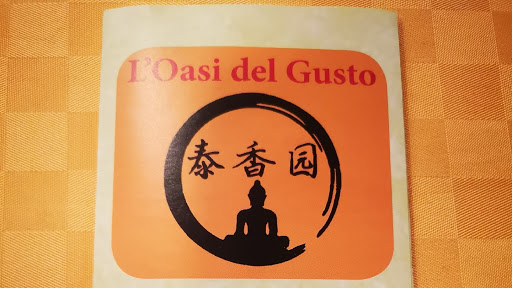 L'Oasi del Gusto
泰香园